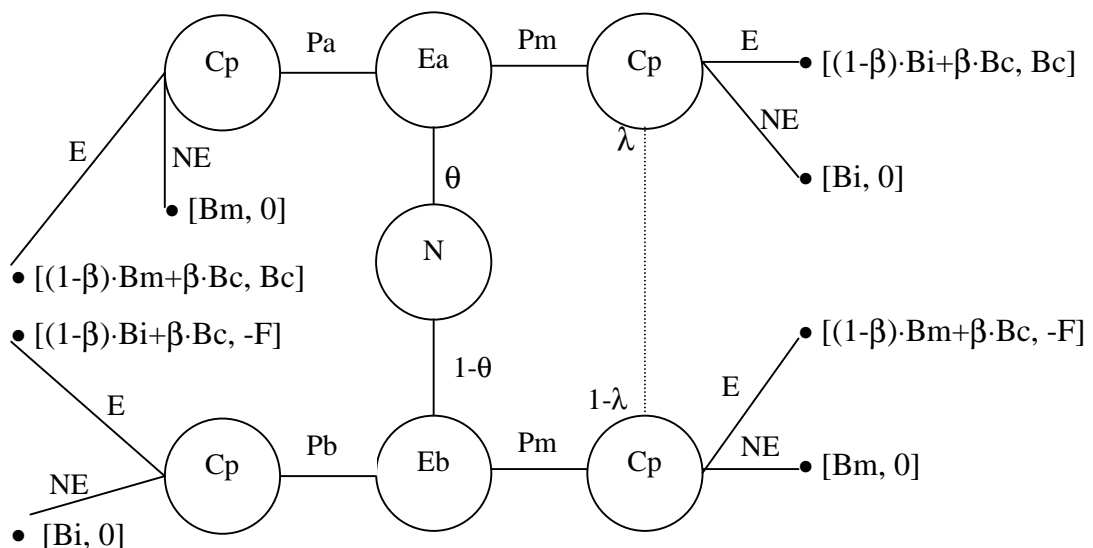 Cp Pa Ea Pm Cp E • [(1-β)·Bi+β·Bc, Bc]
E NE θ λ NE
• [Bm, 0] • [Bi, 0]
N
• [(1-β)·Bm+β·Bc, Bc]
• [(1-β)·Bi+β·Bc, -F] • [(1-β)·Bm+β·Bc, -F]
1-θ
E 1-λ E
Cp Pb Eb Pm Cp NE • [Bm, 0]
NE
• [Bi, 0]